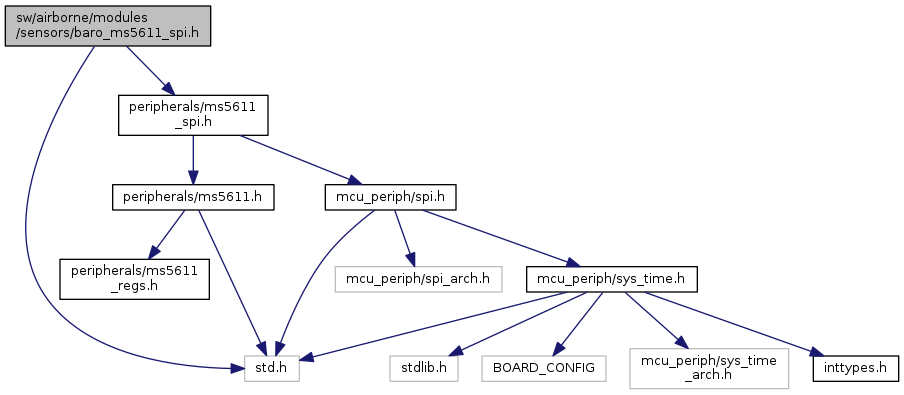 sw/airborne/modules
/sensors/baro_ms5611_spi.h
peripherals/ms5611
_spi.h
peripherals/ms5611.h
mcu_periph/spi.h
peripherals/ms5611
_regs.h
mcu_periph/spi_arch.h
mcu_periph/sys_time.h
std.h
stdlib.h
BOARD_CONFIG
mcu_periph/sys_time
_arch.h
inttypes.h